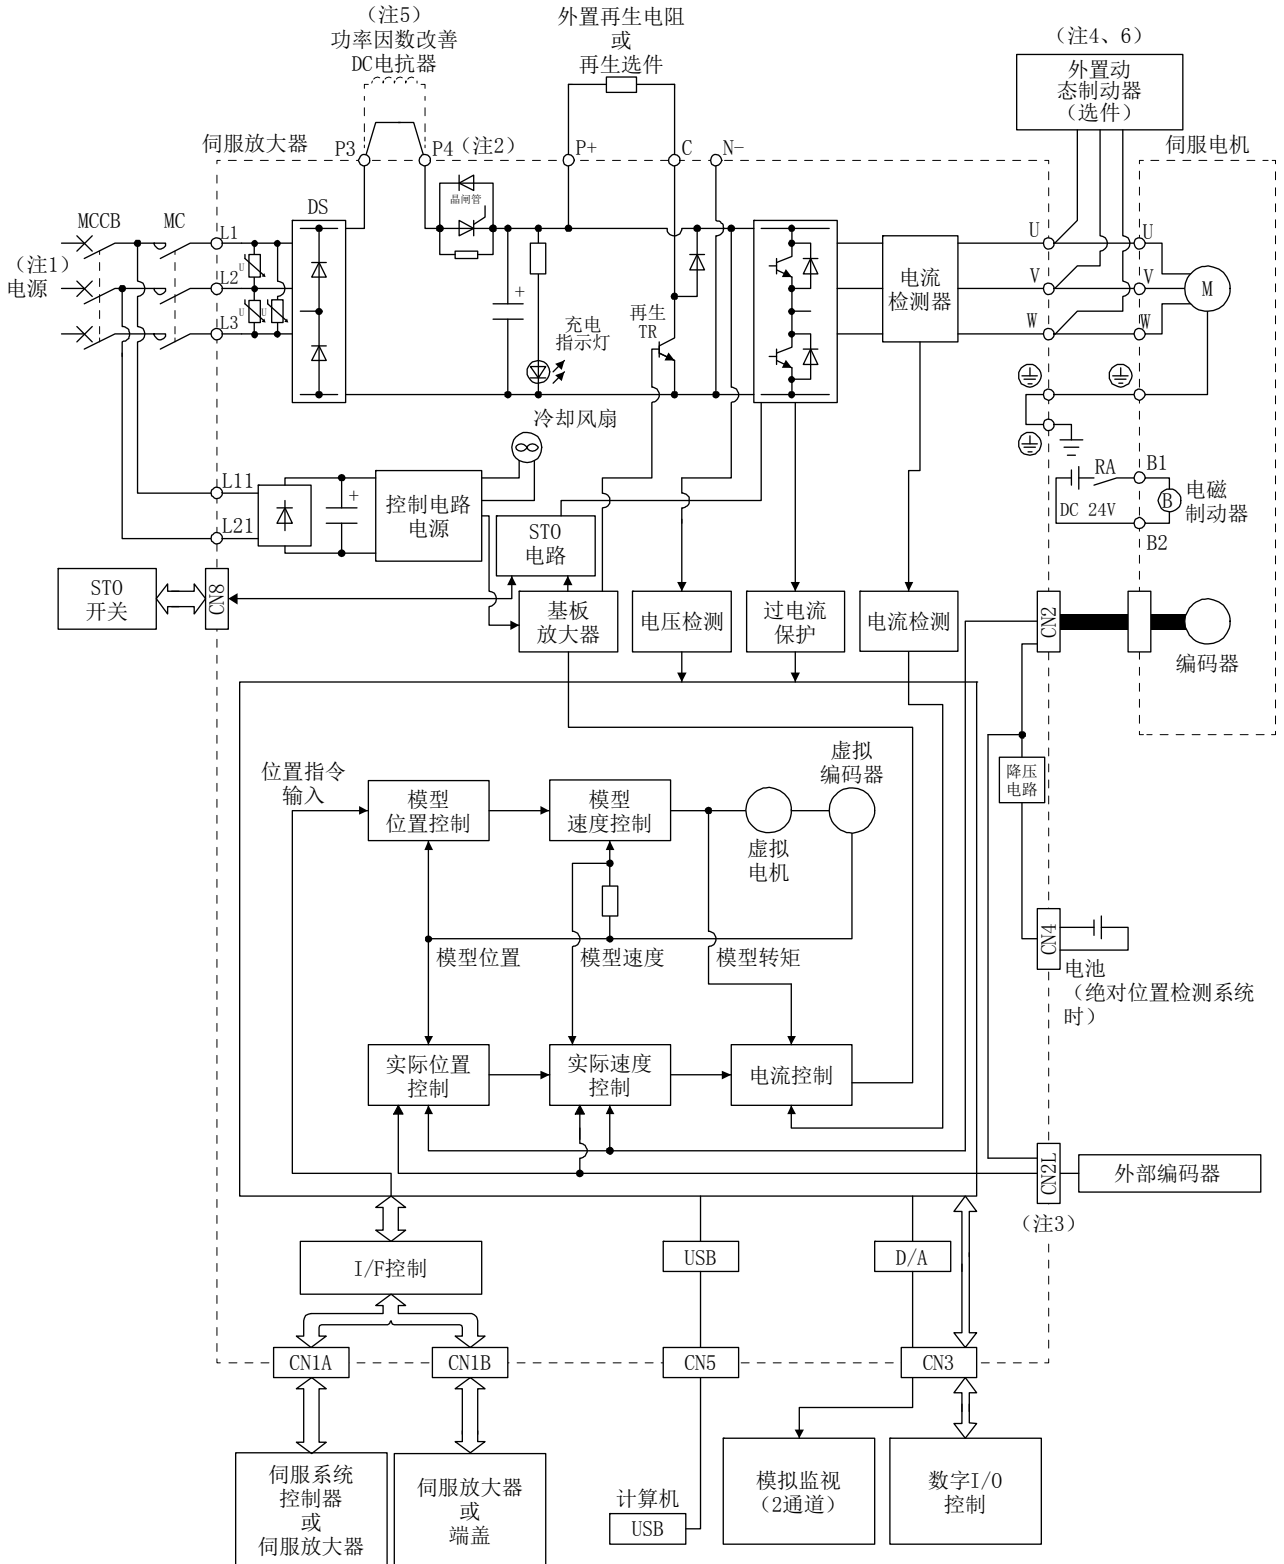 （注5）
功率因数改善
DC电抗器
外置再生电阻
或
再生选件
（注4、6）
外置动
态制动器
（选件）
伺服放大器
P3
P4（注2）
P+
C
N-
伺服电机
晶闸管
MCCB
MC
L1
DS
U
U
（注1）
电源
L2
U
电流
检测器
V
V
M
L3
U
U
+
再生
TR
充电
指示灯
W
W
冷却风扇
L11
+
控制电路
电源
RA
B1
DC 24V
B
电磁
制动器
L21
STO
电路
B2
STO
开关
CN8
基板
放大器
电压检测
过电流
保护
电流检测
CN2
编码器
位置指令
输入
模型
位置控制
模型
速度控制
虚拟
编码器
降压
电路
虚拟
电机
模型位置
模型速度
模型转矩
CN4
电池
（绝对位置检测系统
时）
实际位置
控制
实际速度
控制
电流控制
CN2L
外部编码器
（注3）
I/F控制
USB
D/A
CN1A
CN1B
CN5
CN3
伺服系统
控制器
或
伺服放大器
伺服放大器
或
端盖
计算机
USB
模拟监视
（2通道）
数字I/O
控制